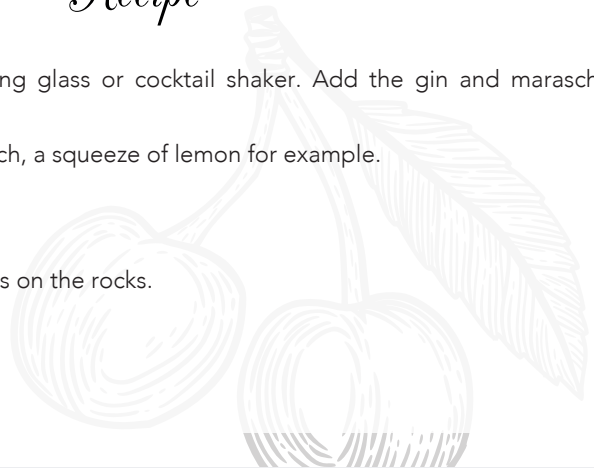 Recipe
ng glass or cocktail shaker. Add the gin and marasch
ch, a squeeze of lemon for example.
s on the rocks.